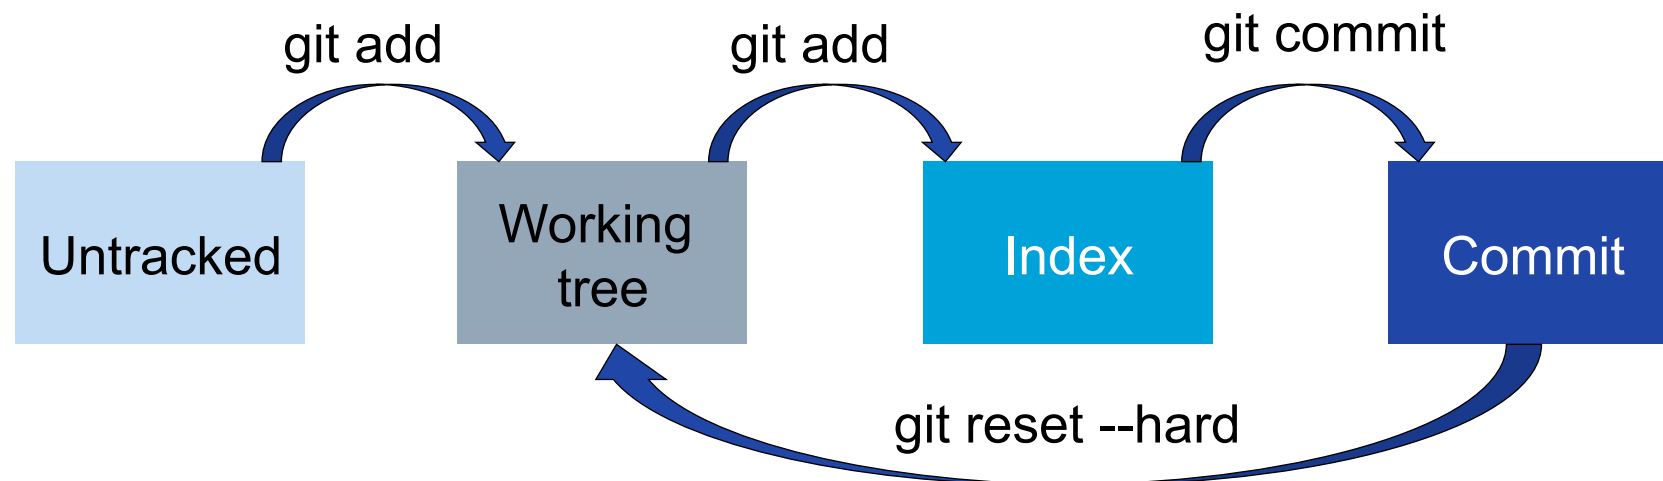 git add
git add
git commit
Untracked
Working
tree
Index
Commit
git reset --hard